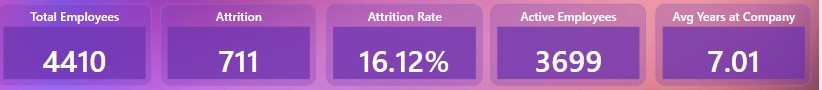 Total Employees
4410
Attrition
711
Attrition Rate
16.12%
Active Employees
3699
Avg Years at Company
7.01